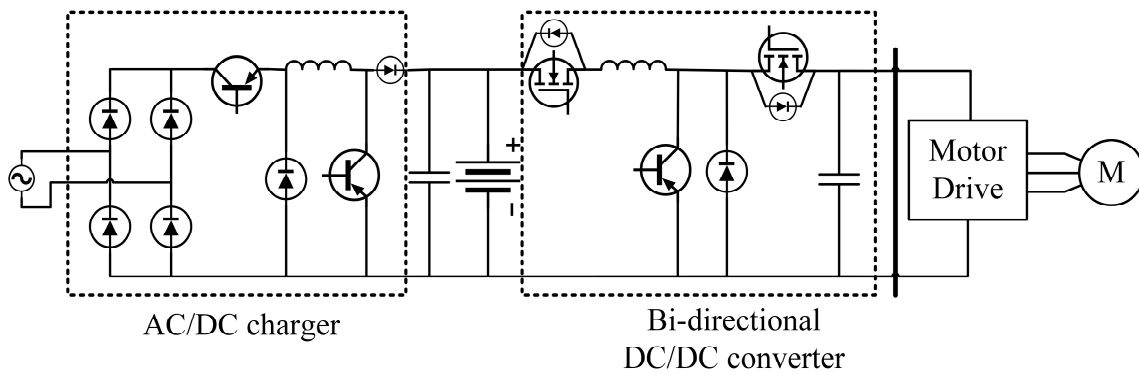 +
−
Motor
Drive
M
AC/DC charger
Bi-directional
DC/DC converter